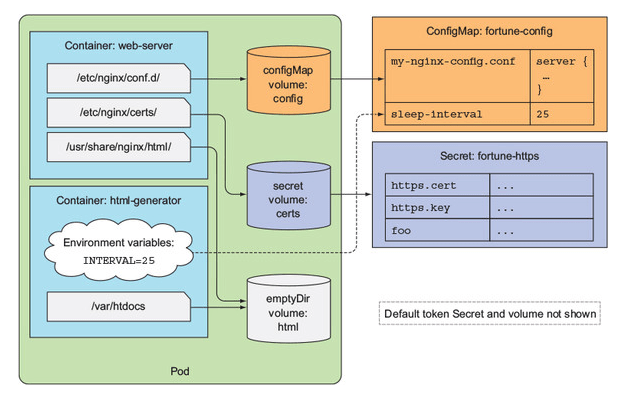 Container: web-server
/etc/nginx/conf.d/
/etc/nginx/certs/
/usr/share/nginx/html/
Container: html-generator
Environment variables:
INTERVAL=25
/var/htdocs
configMap
volume:
config
secret
volume:
certs
emptyDir
volume:
html
Pod
ConfigMap: fortune-config
my-nginx-config.conf
server {
…
}
sleep-interval
25
Secret: fortune-https
https.cert
...
https.key
...
foo
...
Default token Secret and volume not shown